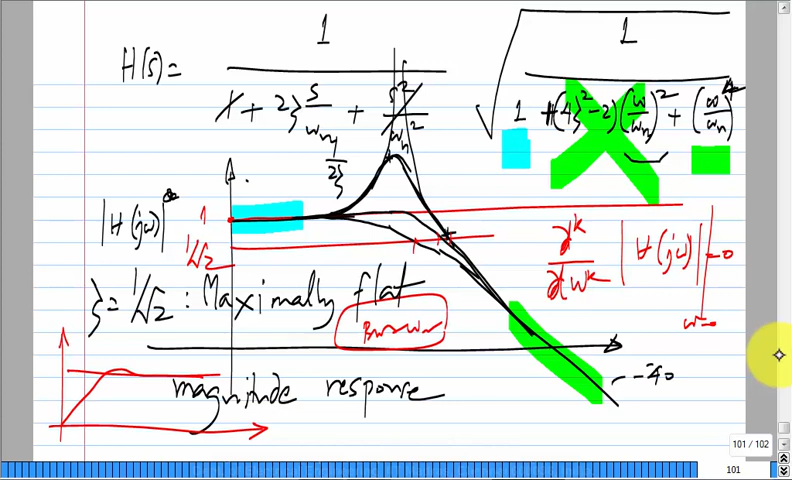 H(s) = 1 / (1 + 2ζ s/ωn + s²/ωn²)
√ 1 / (1 + (4ζ²-2)(ω/ωn)² + (ω/ωn)⁴)
1/2ζ
|H(jω)|
1
1/√2
d^k/dω^k |H(jω)| = 0
ω=0
ζ = 1/√2 : Maximally flat
-40
magnitude response
101 / 102
101